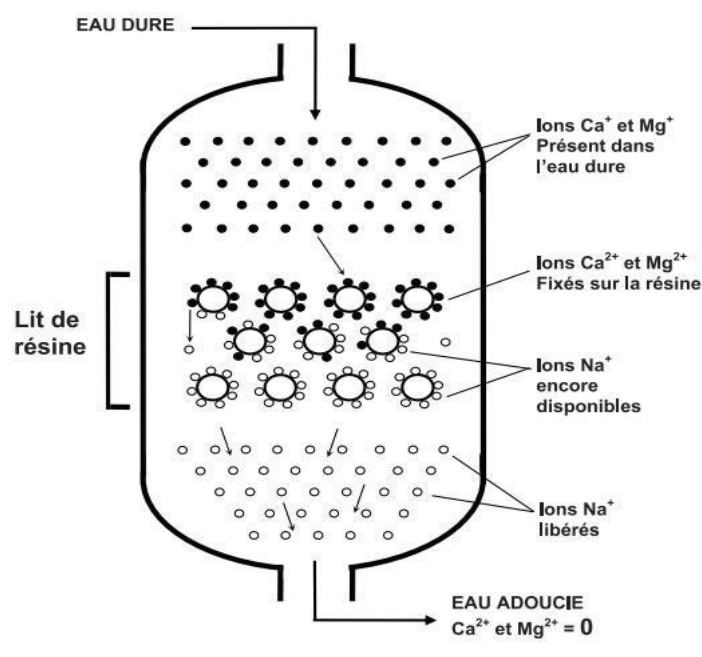 EAU DURE
Ions Ca⁺ et Mg⁺
Présent dans
l'eau dure
Ions Ca²⁺ et Mg²⁺
Fixés sur la résine
Lit de
résine
Ions Na⁺
encore
disponibles
Ions Na⁺
libérés
EAU ADOUCIE
Ca²⁺ et Mg²⁺ = 0